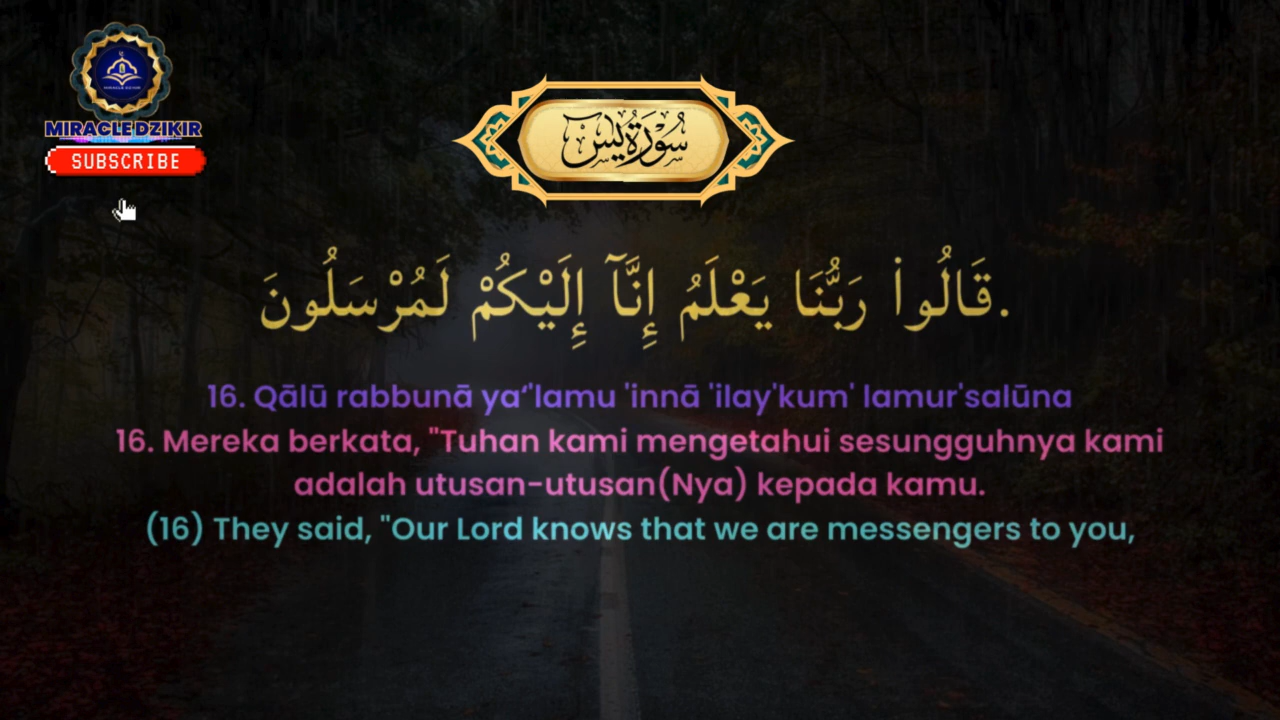 MIRACLE DZIKIR
SUBSCRIBE
سُوْرَةُ يٰسٓ
قَالُوا۟ رَبُّنَا يَعْلَمُ إِنَّآ إِلَيْكُمْ لَمُرْسَلُونَ.
16. Qālū rabbunā ya‘'lamu 'innā 'ilay'kum' lamur'salūna
16. Mereka berkata, "Tuhan kami mengetahui sesungguhnya kami
adalah utusan-utusan(Nya) kepada kamu.
(16) They said, "Our Lord knows that we are messengers to you,